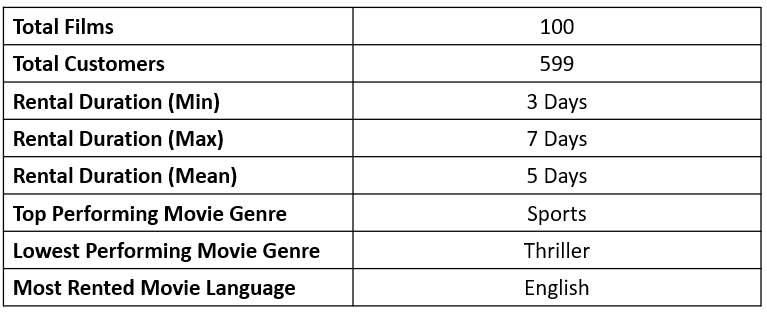 Total Films 100
Total Customers 599
Rental Duration (Min) 3 Days
Rental Duration (Max) 7 Days
Rental Duration (Mean) 5 Days
Top Performing Movie Genre Sports
Lowest Performing Movie Genre Thriller
Most Rented Movie Language English